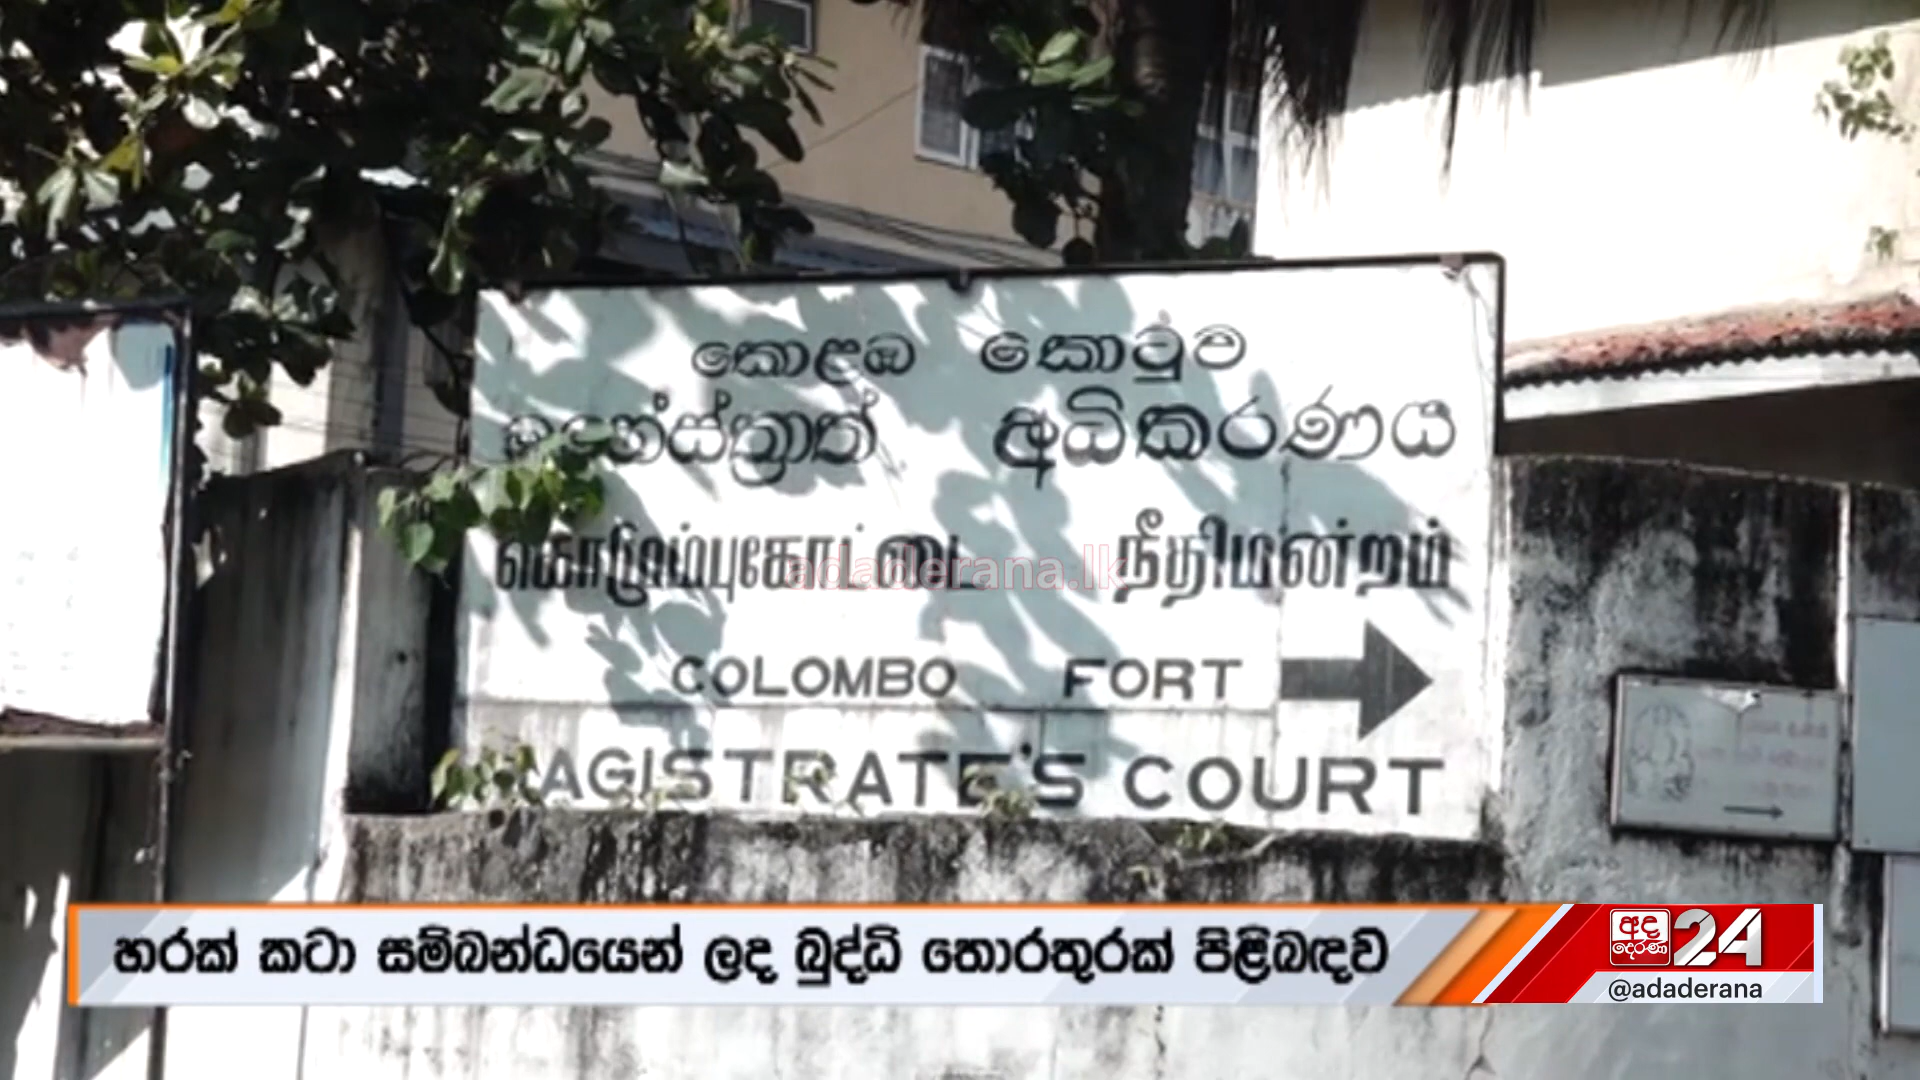 කොළඹ කොටුව
මහේස්ත්‍රාත් අධිකරණය
கொழும்புகோட்டை நீதிமன்றம்
adaderana.lk
COLOMBO FORT
MAGISTRATE'S COURT
හරක් කටා සම්බන්ධයෙන් ලද බුද්ධි තොරතුරක් පිළිබඳව
අද දෙරණ 24
@adaderana